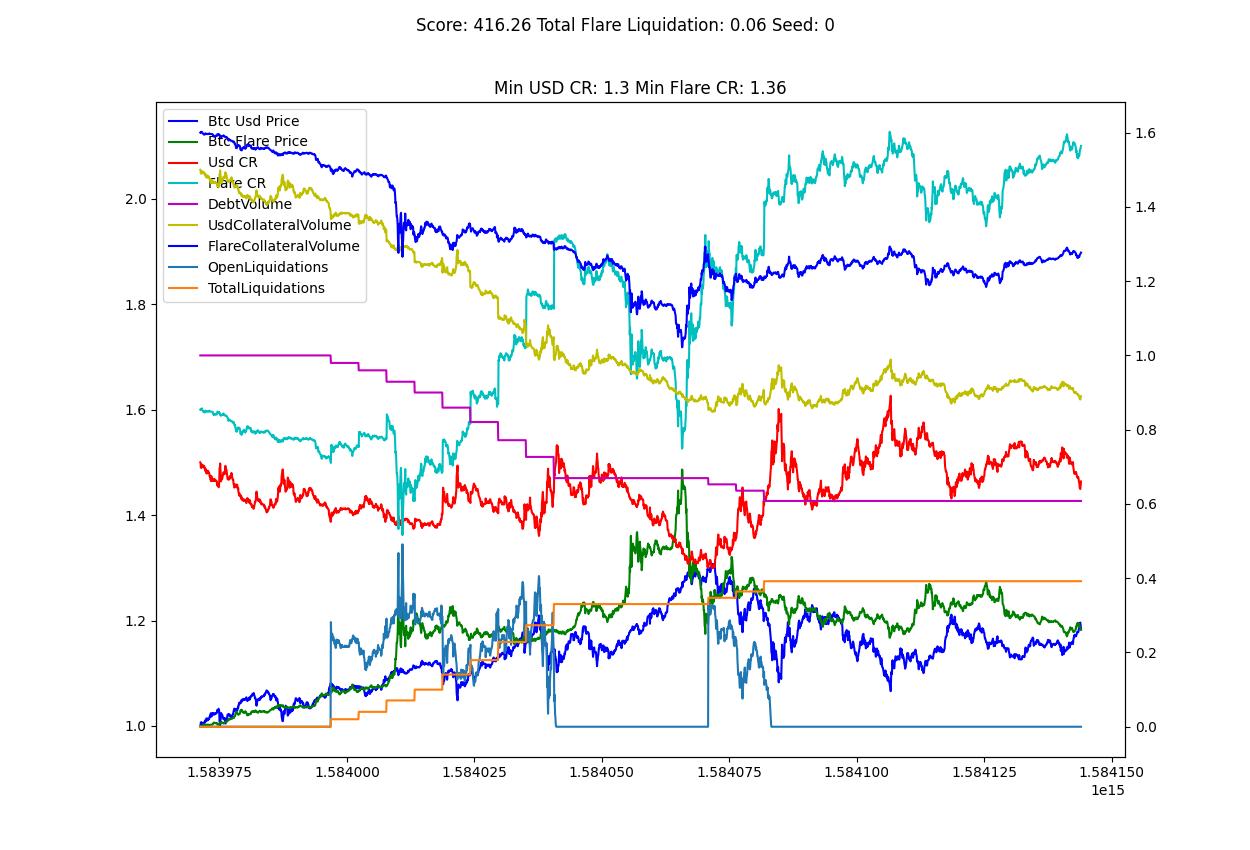 Score: 416.26 Total Flare Liquidation: 0.06 Seed: 0
Min USD CR: 1.3 Min Flare CR: 1.36
Btc Usd Price
Btc Flare Price
Usd CR
Flare CR
DebtVolume
UsdCollateralVolume
FlareCollateralVolume
OpenLiquidations
TotalLiquidations
2.0
1.8
1.6
1.4
1.2
1.0
1.6
1.4
1.2
1.0
0.8
0.6
0.4
0.2
0.0
1.583975
1.584000
1.584025
1.584050
1.584075
1.584100
1.584125
1.584150
1e15